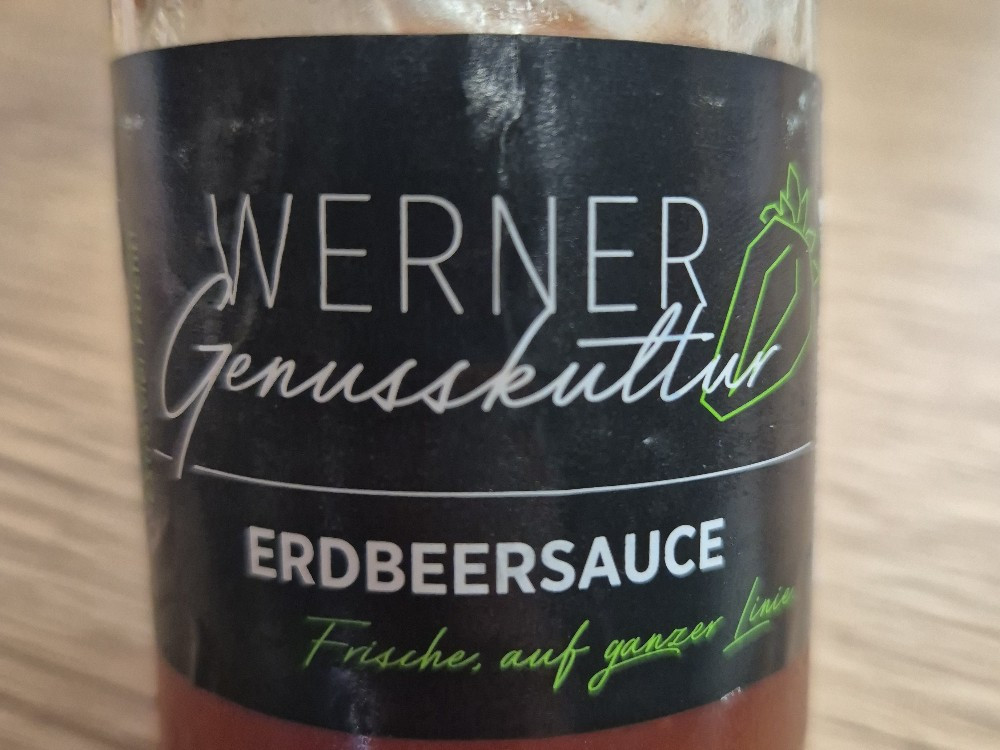 WERNER
Genusskultur
ERDBEERSAUCE
Frische, auf ganzer Linie